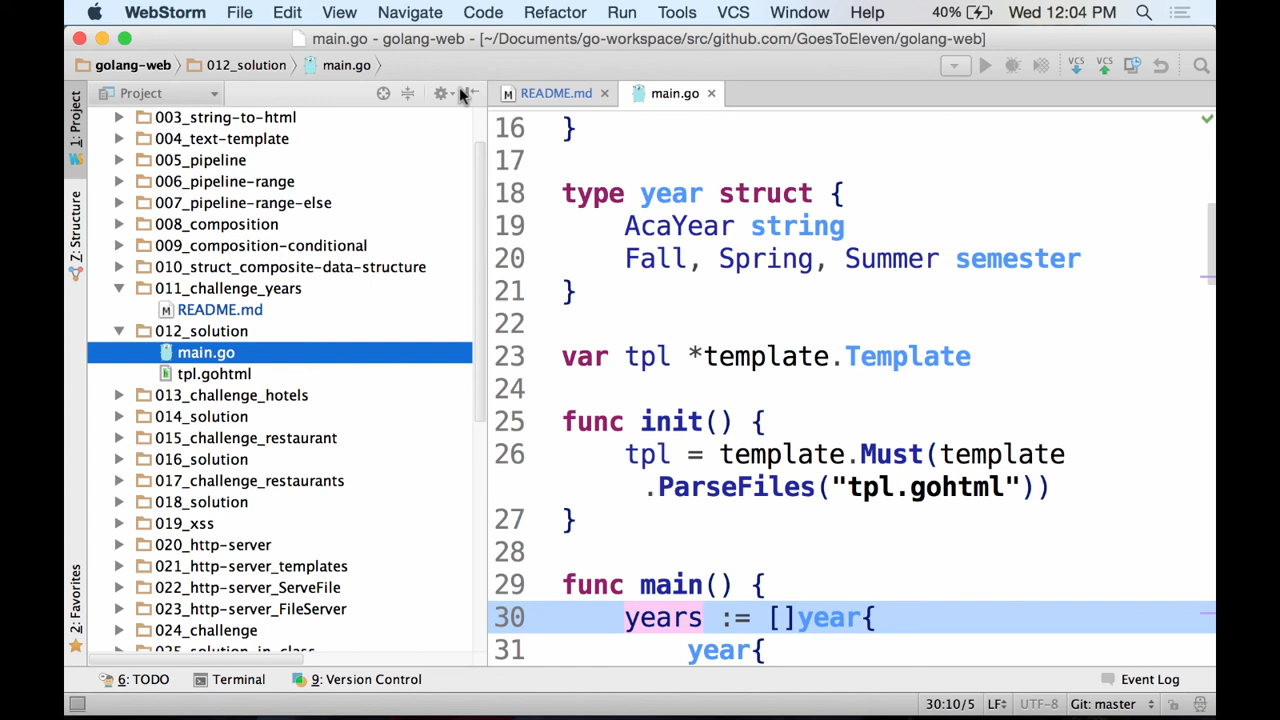 WebStorm File Edit View Navigate Code Refactor Run Tools VCS Window Help 40% Wed 12:04 PM
main.go - golang-web - [~/Documents/go-workspace/src/github.com/GoesToEleven/golang-web]
golang-web 012_solution main.go
VCS VCS
1: Project
Z: Structure
2: Favorites
Project
003_string-to-html
004_text-template
005_pipeline
006_pipeline-range
007_pipeline-range-else
008_composition
009_composition-conditional
010_struct_composite-data-structure
011_challenge_years
README.md
012_solution
main.go
tpl.gohtml
013_challenge_hotels
014_solution
015_challenge_restaurant
016_solution
017_challenge_restaurants
018_solution
019_xss
020_http-server
021_http-server_templates
022_http-server_ServeFile
023_http-server_FileServer
024_challenge
025_solution_in_class
README.md main.go
16 }
17
18 type year struct {
19 AcaYear string
20 Fall, Spring, Summer semester
21 }
22
23 var tpl *template.Template
24
25 func init() {
26 tpl = template.Must(template
.ParseFiles("tpl.gohtml"))
27 }
28
29 func main() {
30 years := []year{
31 year{
6: TODO Terminal 9: Version Control Event Log
30:10/5 LF UTF-8 Git: master